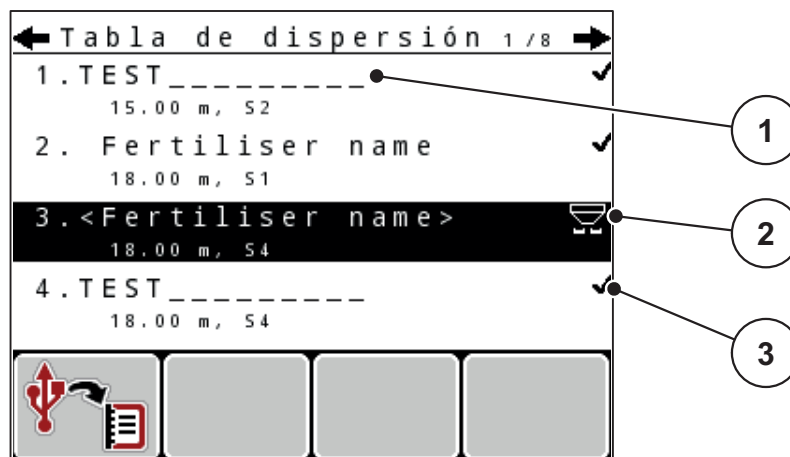 Tabla de dispersión 1/8
1.TEST_________
15.00 m, S2
2. Fertiliser name
18.00 m, S1
3.<Fertiliser name>
18.00 m, S4
4.TEST_________
18.00 m, S4
1
2
3